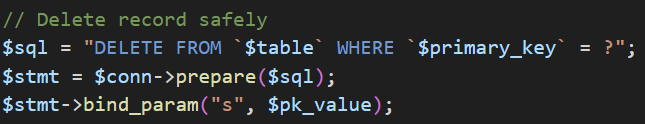 // Delete record safely
$sql = "DELETE FROM `$table` WHERE `$primary_key` = ?";
$stmt = $conn->prepare($sql);
$stmt->bind_param("s", $pk_value);